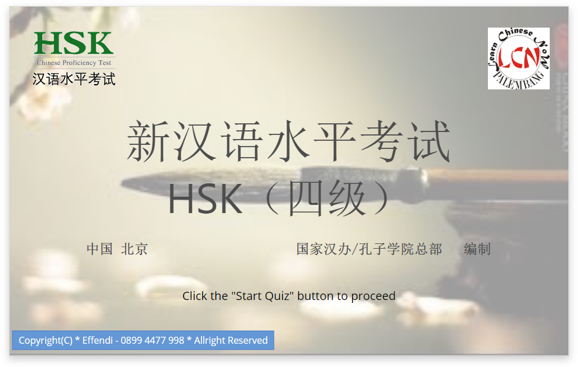 HSK
Chinese Proficiency Test
汉语水平考试
Learn Chinese Now
LCN
PALEMBANG
新汉语水平考试
HSK（四级）
中国 北京
国家汉办/孔子学院总部 编制
Click the "Start Quiz" button to proceed
Copyright(C) * Effendi - 0899 4477 998 * Allright Reserved